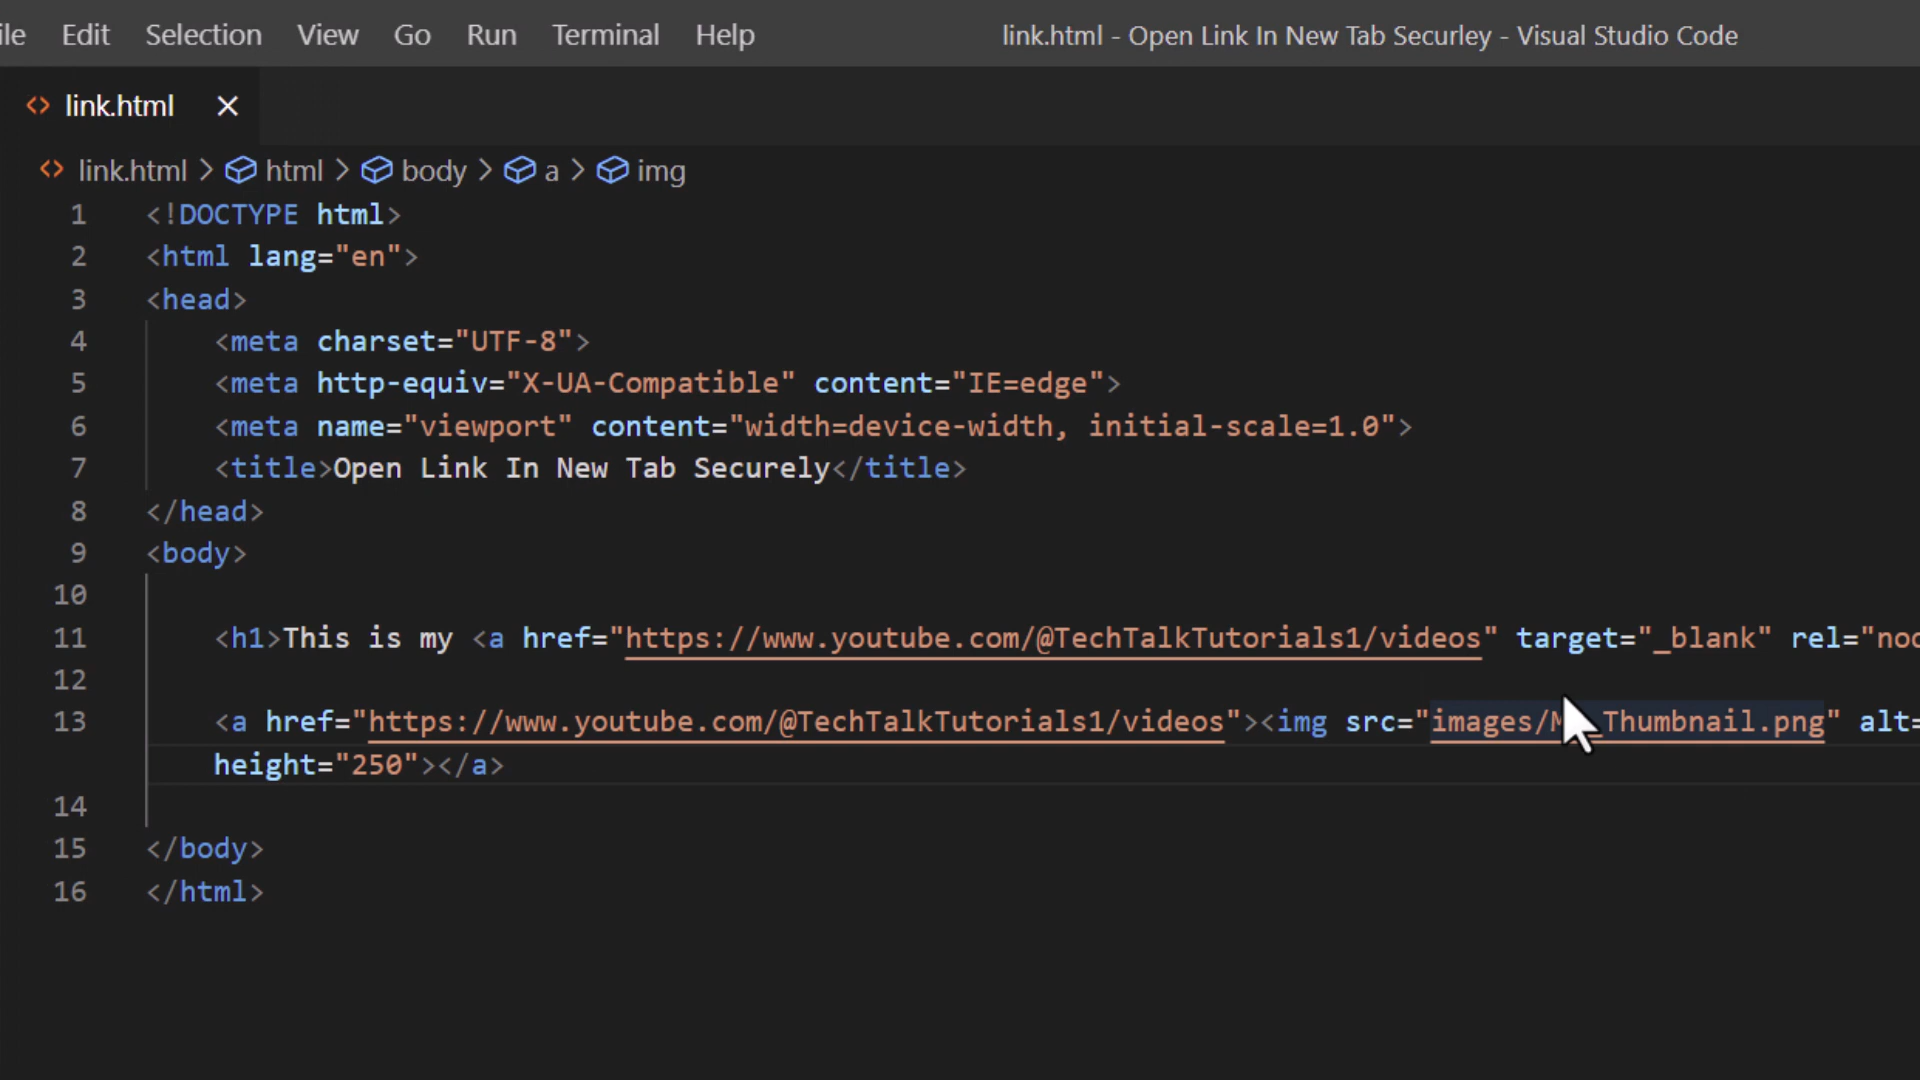 ile Edit Selection View Go Run Terminal Help link.html - Open Link In New Tab Securley - Visual Studio Code
<> link.html ×
<> link.html > html > body > a > img
1 <!DOCTYPE html>
2 <html lang="en">
3 <head>
4 <meta charset="UTF-8">
5 <meta http-equiv="X-UA-Compatible" content="IE=edge">
6 <meta name="viewport" content="width=device-width, initial-scale=1.0">
7 <title>Open Link In New Tab Securely</title>
8 </head>
9 <body>
10
11 <h1>This is my <a href="https://www.youtube.com/@TechTalkTutorials1/videos" target="_blank" rel="noo
12
13 <a href="https://www.youtube.com/@TechTalkTutorials1/videos"><img src="images/ Thumbnail.png" alt=
height="250"></a>
14
15 </body>
16 </html>